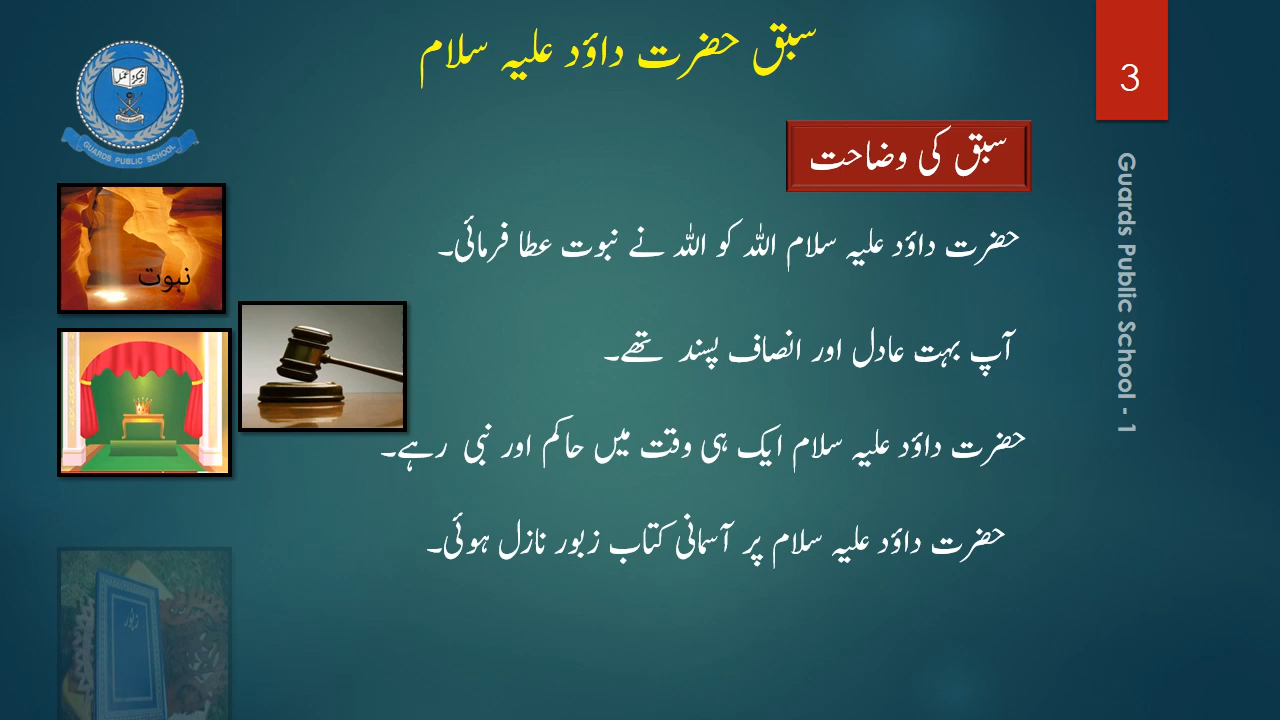 سبق حضرت داؤد علیہ سلام
3
سبق کی وضاحت
حضرت داؤد علیہ سلام اللہ کو اللہ نے نبوت عطا فرمائی۔
آپ بہت عادل اور انصاف پسند تھے۔
حضرت داؤد علیہ سلام ایک ہی وقت میں حاکم اور نبی رہے۔
حضرت داؤد علیہ سلام پر آسمانی کتاب زبور نازل ہوئی۔
نبوت
زبور
GUARDS PUBLIC SCHOOL
Guards Public School - 1